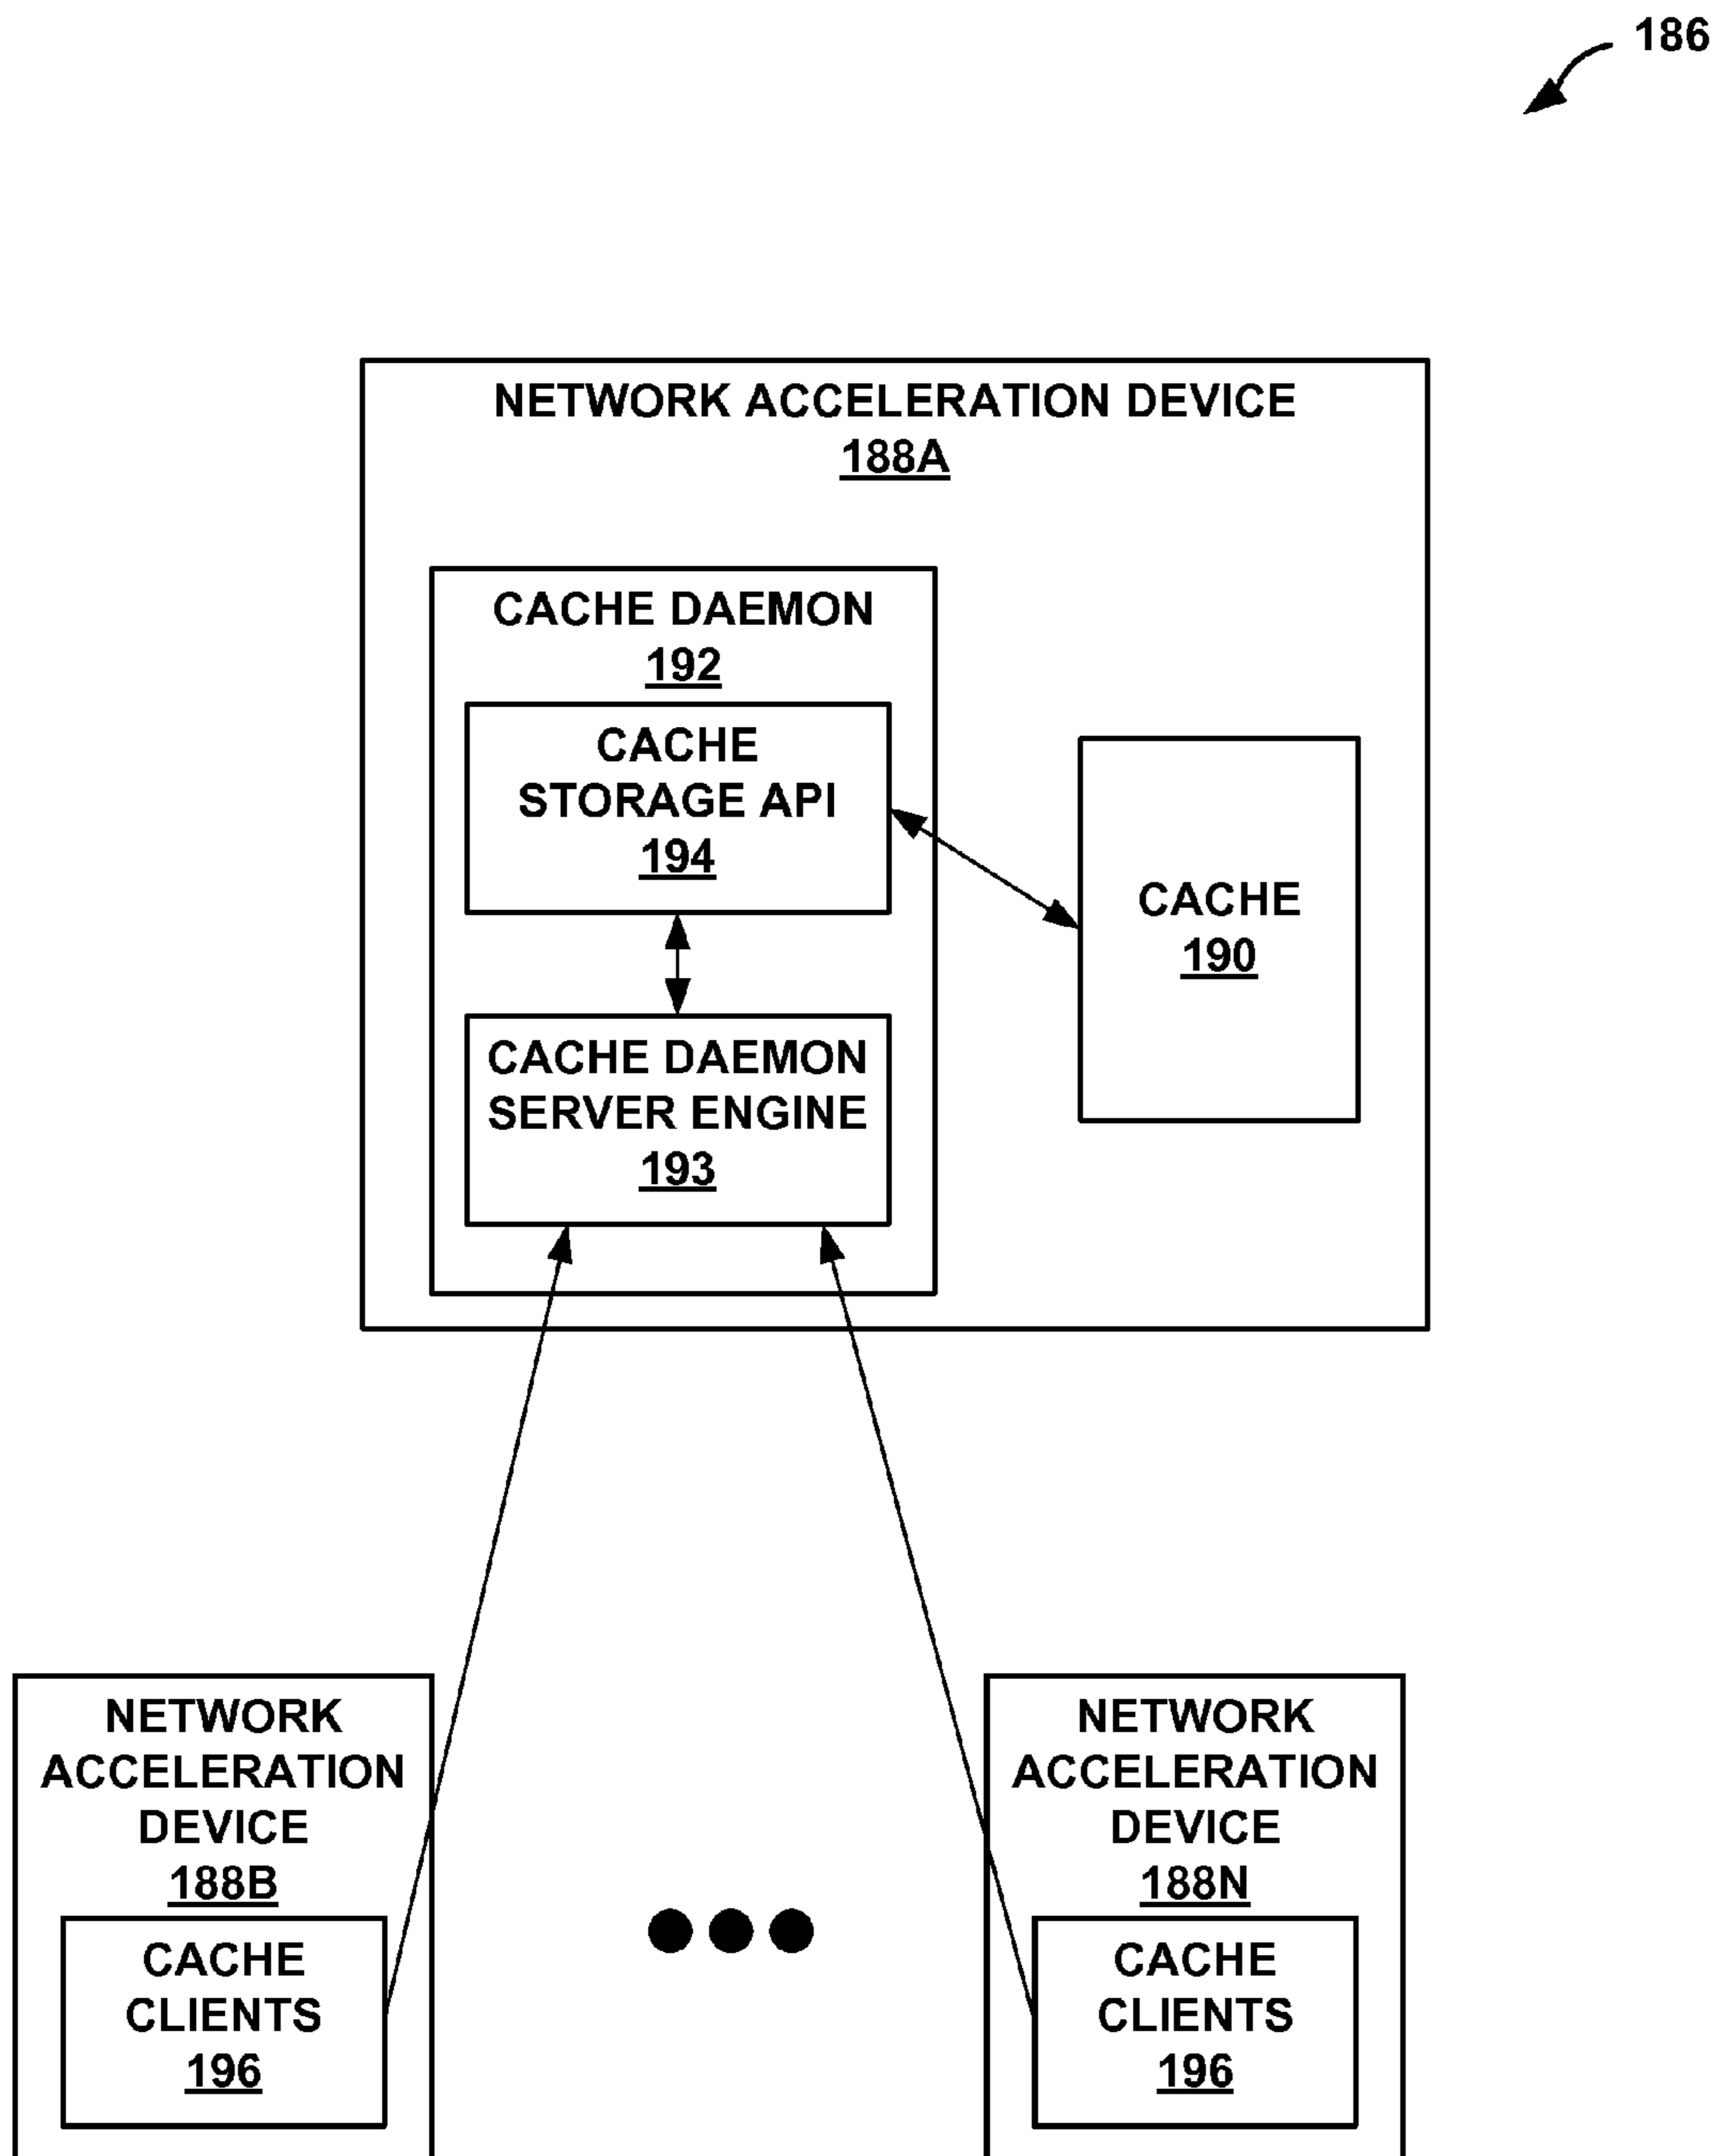 186
NETWORK ACCELERATION DEVICE
188A
CACHE DAEMON
192
CACHE
STORAGE API
194
CACHE
190
CACHE DAEMON
SERVER ENGINE
193
NETWORK
ACCELERATION
DEVICE
188B
CACHE
CLIENTS
196
NETWORK
ACCELERATION
DEVICE
188N
CACHE
CLIENTS
196